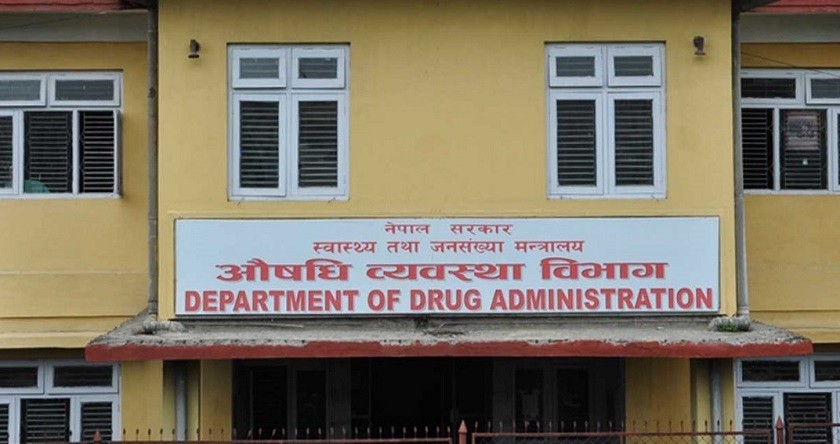 नेपाल सरकार
स्वास्थ्य तथा जनसंख्या मन्त्रालय
औषधि व्यवस्था विभाग
DEPARTMENT OF DRUG ADMINISTRATION